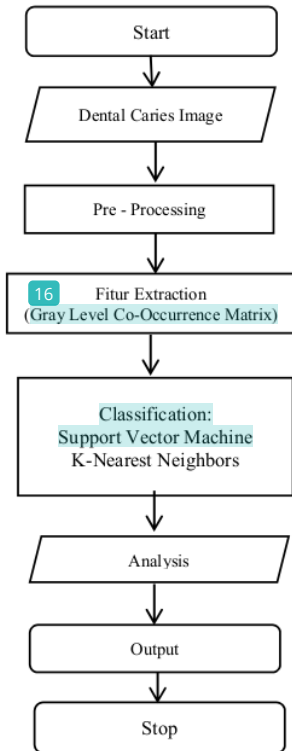 Start
Dental Caries Image
Pre - Processing
16
Fitur Extraction
(Gray Level Co-Occurrence Matrix)
Classification:
Support Vector Machine
K-Nearest Neighbors
Analysis
Output
Stop